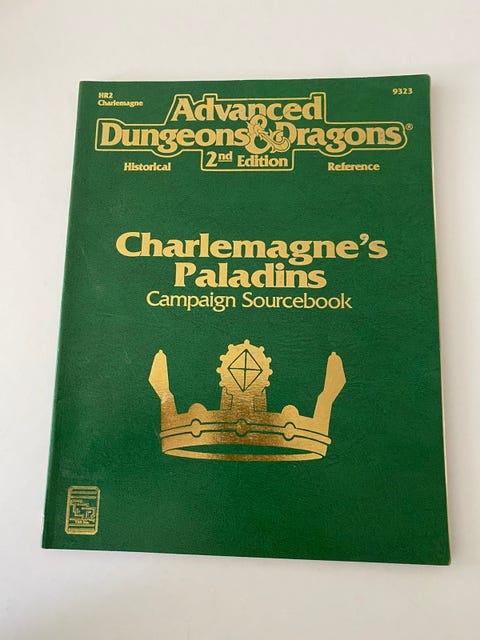 HR2
Charlemagne
9323
Advanced
Dungeons & Dragons®
2nd Edition
Historical Reference
Charlemagne's
Paladins
Campaign Sourcebook